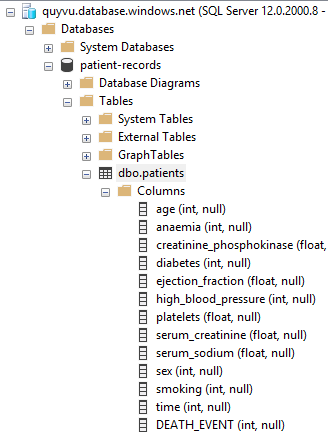 quyvu.database.windows.net (SQL Server 12.0.2000.8 -
Databases
System Databases
patient-records
Database Diagrams
Tables
System Tables
External Tables
GraphTables
dbo.patients
Columns
age (int, null)
anaemia (int, null)
creatinine_phosphokinase (float,
diabetes (int, null)
ejection_fraction (float, null)
high_blood_pressure (int, null)
platelets (float, null)
serum_creatinine (float, null)
serum_sodium (float, null)
sex (int, null)
smoking (int, null)
time (int, null)
DEATH_EVENT (int, null)